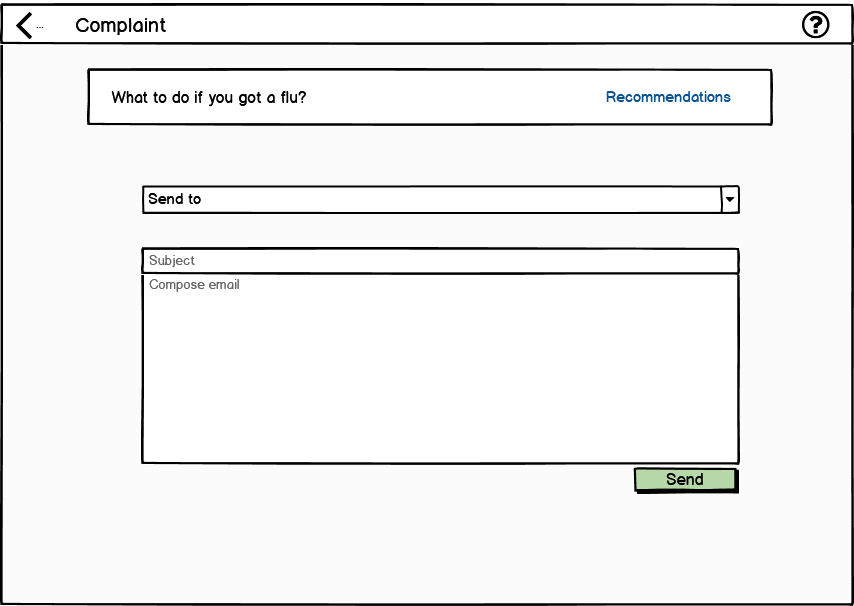 ... Complaint ?
What to do if you got a flu? Recommendations
Send to
Subject
Compose email
Send